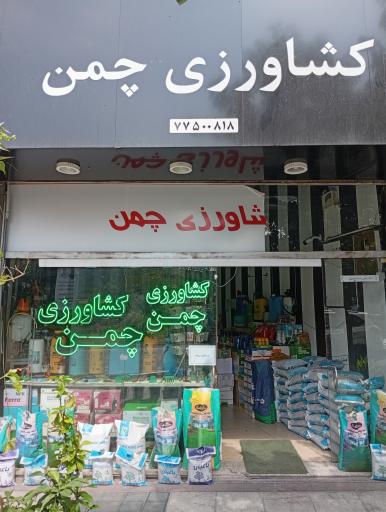 کشاورزی چمن
۷۷۵۰۰۸۱۸
شاورزی چمن
کشاورزی
چمن
کشاورزی
چمن